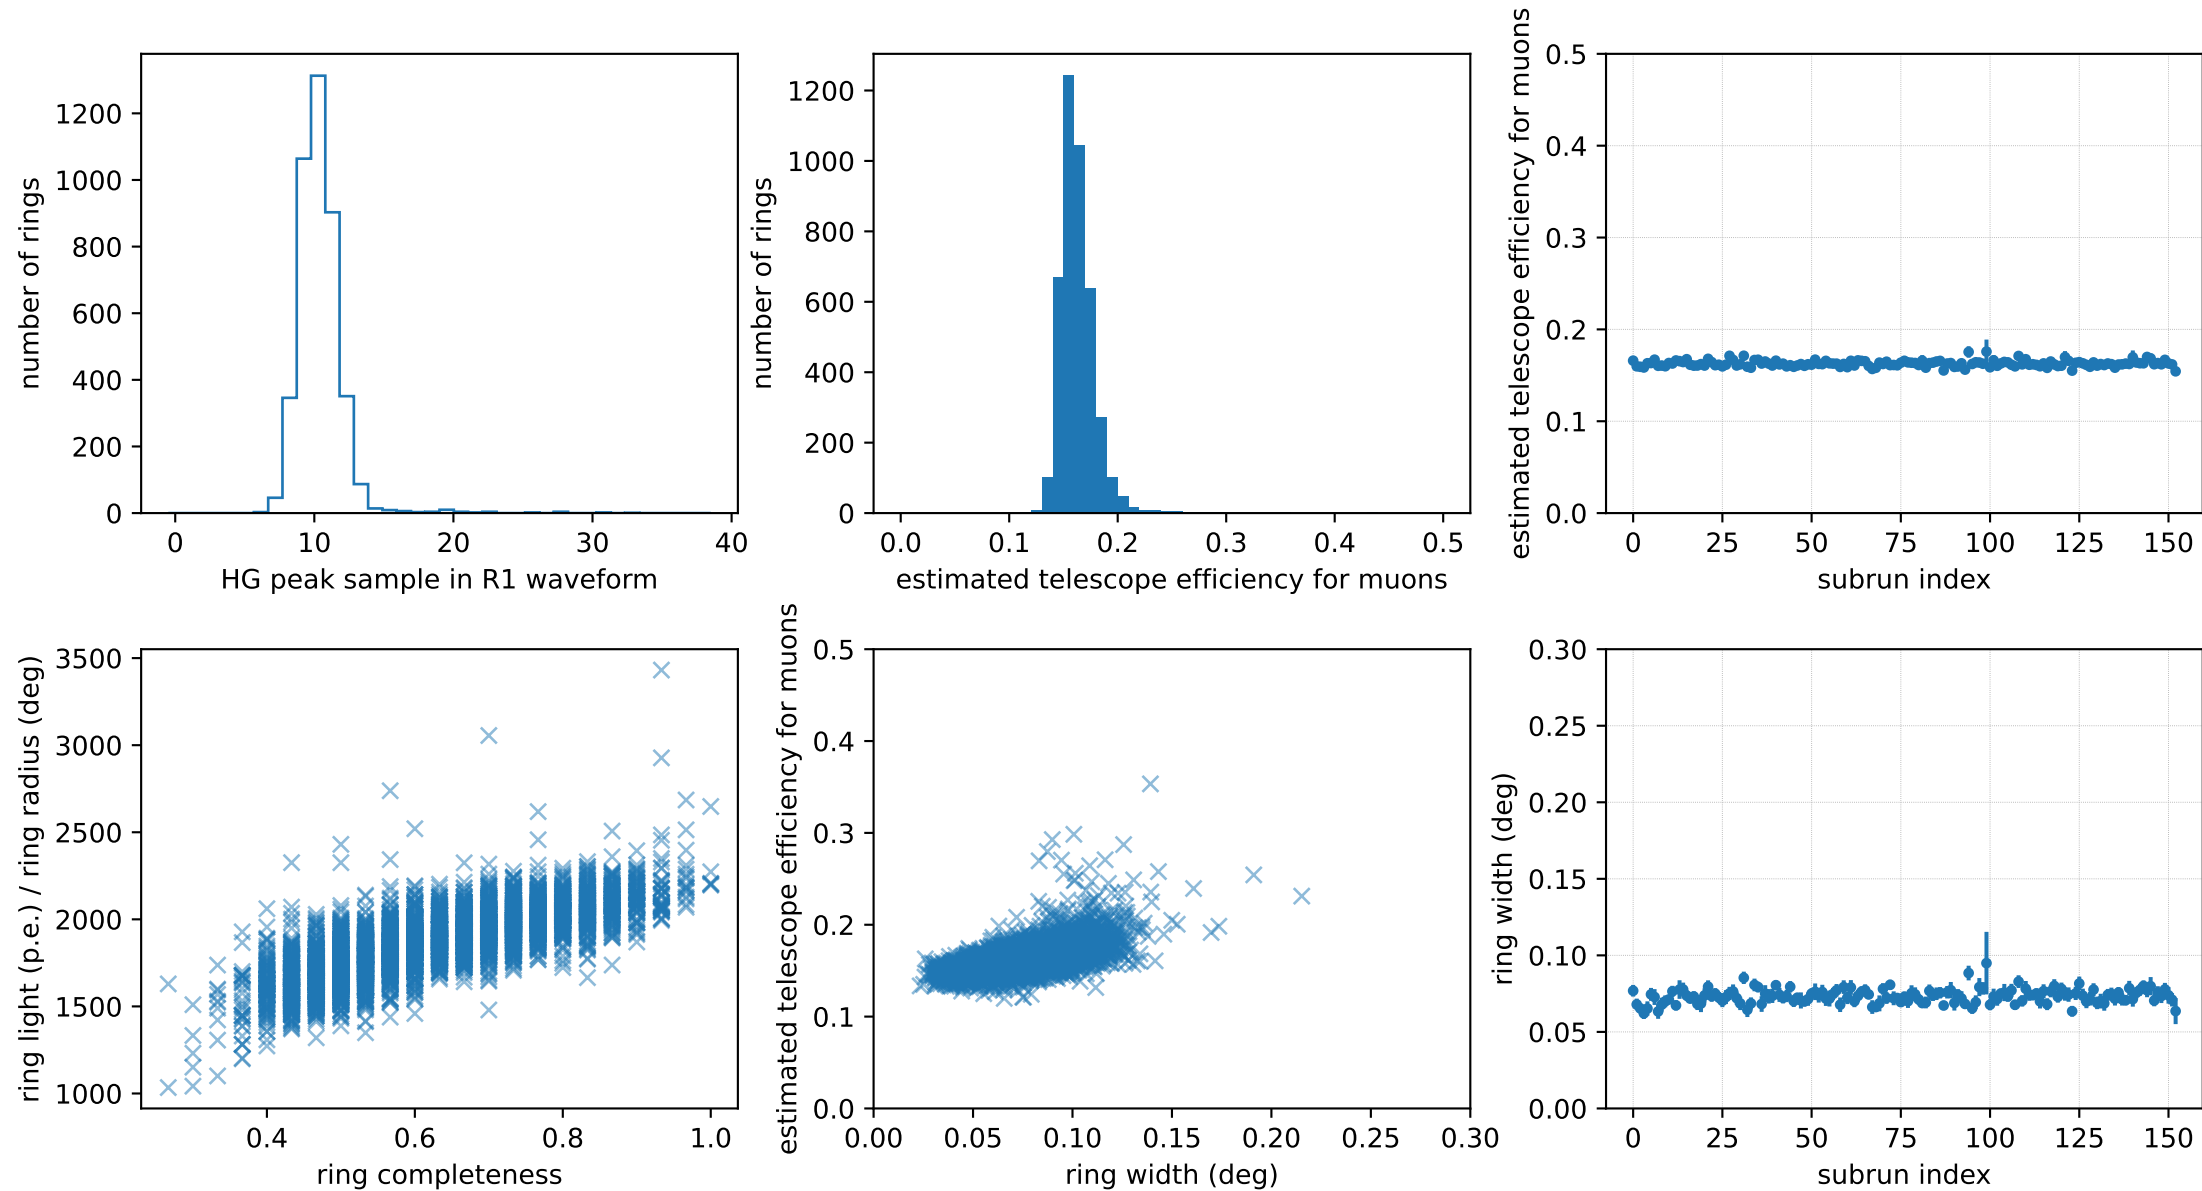 number of rings
0
200
400
600
800
1000
1200
0 10 20 30 40
HG peak sample in R1 waveform
number of rings
0
200
400
600
800
1000
1200
0.0 0.1 0.2 0.3 0.4 0.5
estimated telescope efficiency for muons
estimated telescope efficiency for muons
0.5
0.4
0.3
0.2
0.1
0.0
0 25 50 75 100 125 150
subrun index
ring light (p.e.) / ring radius (deg)
3500
3000
2500
2000
1500
1000
0.4 0.6 0.8 1.0
ring completeness
estimated telescope efficiency for muons
0.5
0.4
0.3
0.2
0.1
0.0
0.00 0.05 0.10 0.15 0.20 0.25 0.30
ring width (deg)
ring width (deg)
0.30
0.25
0.20
0.15
0.10
0.05
0.00
0 25 50 75 100 125 150
subrun index